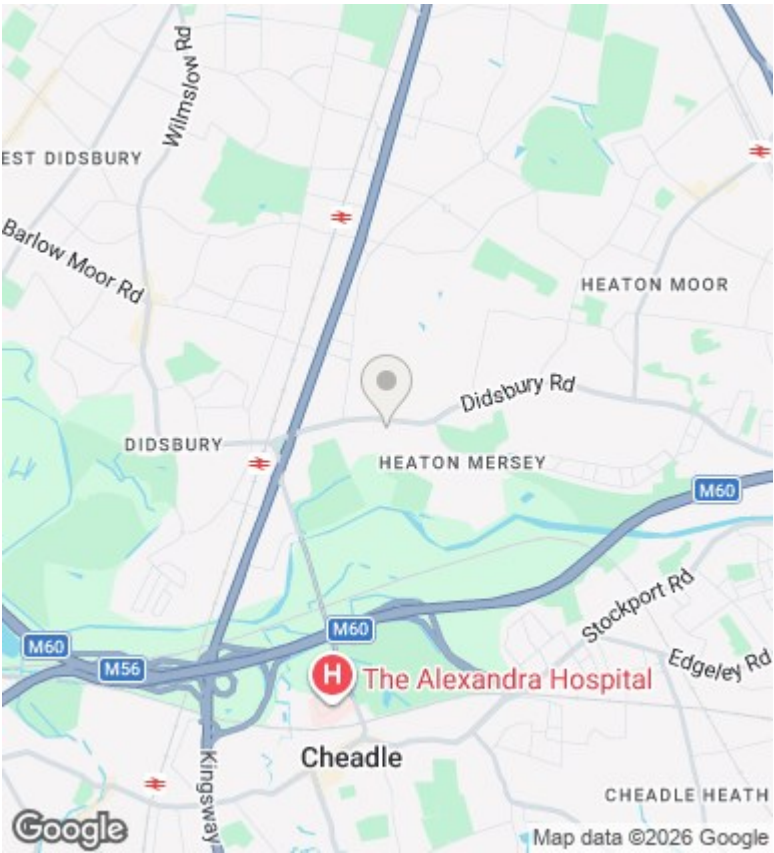 Wilmslow Rd
EST DIDSBURY
Barlow Moor Rd
HEATON MOOR
Didsbury Rd
DIDSBURY
HEATON MERSEY
M60
Stockport Rd
M60
M60
M56
Edgeley Rd
H The Alexandra Hospital
Cheadle
Kingsway
CHEADLE HEATH
Google
Map data ©2026 Google